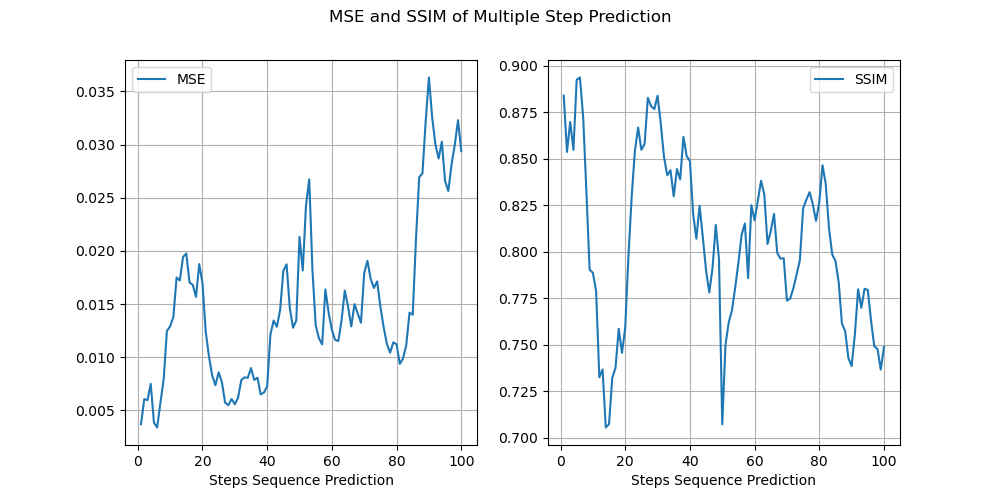 MSE and SSIM of Multiple Step Prediction
MSE
0.035
0.030
0.025
0.020
0.015
0.010
0.005
0 20 40 60 80 100
Steps Sequence Prediction
SSIM
0.900
0.875
0.850
0.825
0.800
0.775
0.750
0.725
0.700
0 20 40 60 80 100
Steps Sequence Prediction